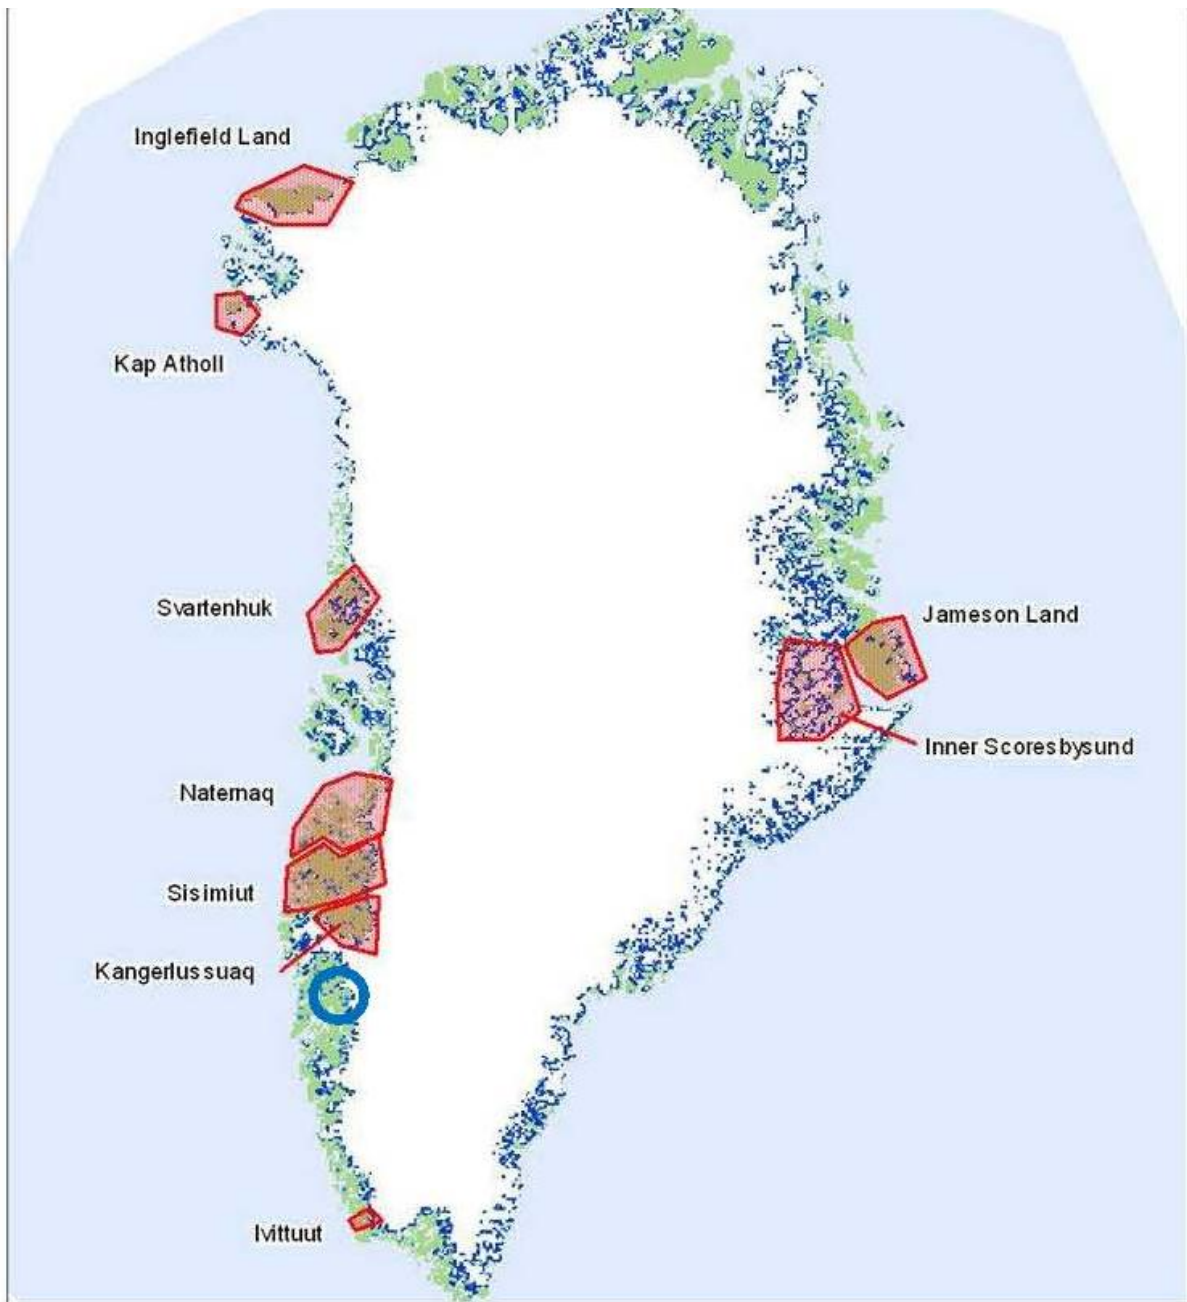 Inglefield Land
Kap Atholl
Svartenhuk
Jameson Land
Inner Scoresbysund
Naternaq
Sisimiut
Kangerlussuaq
Ivittuut